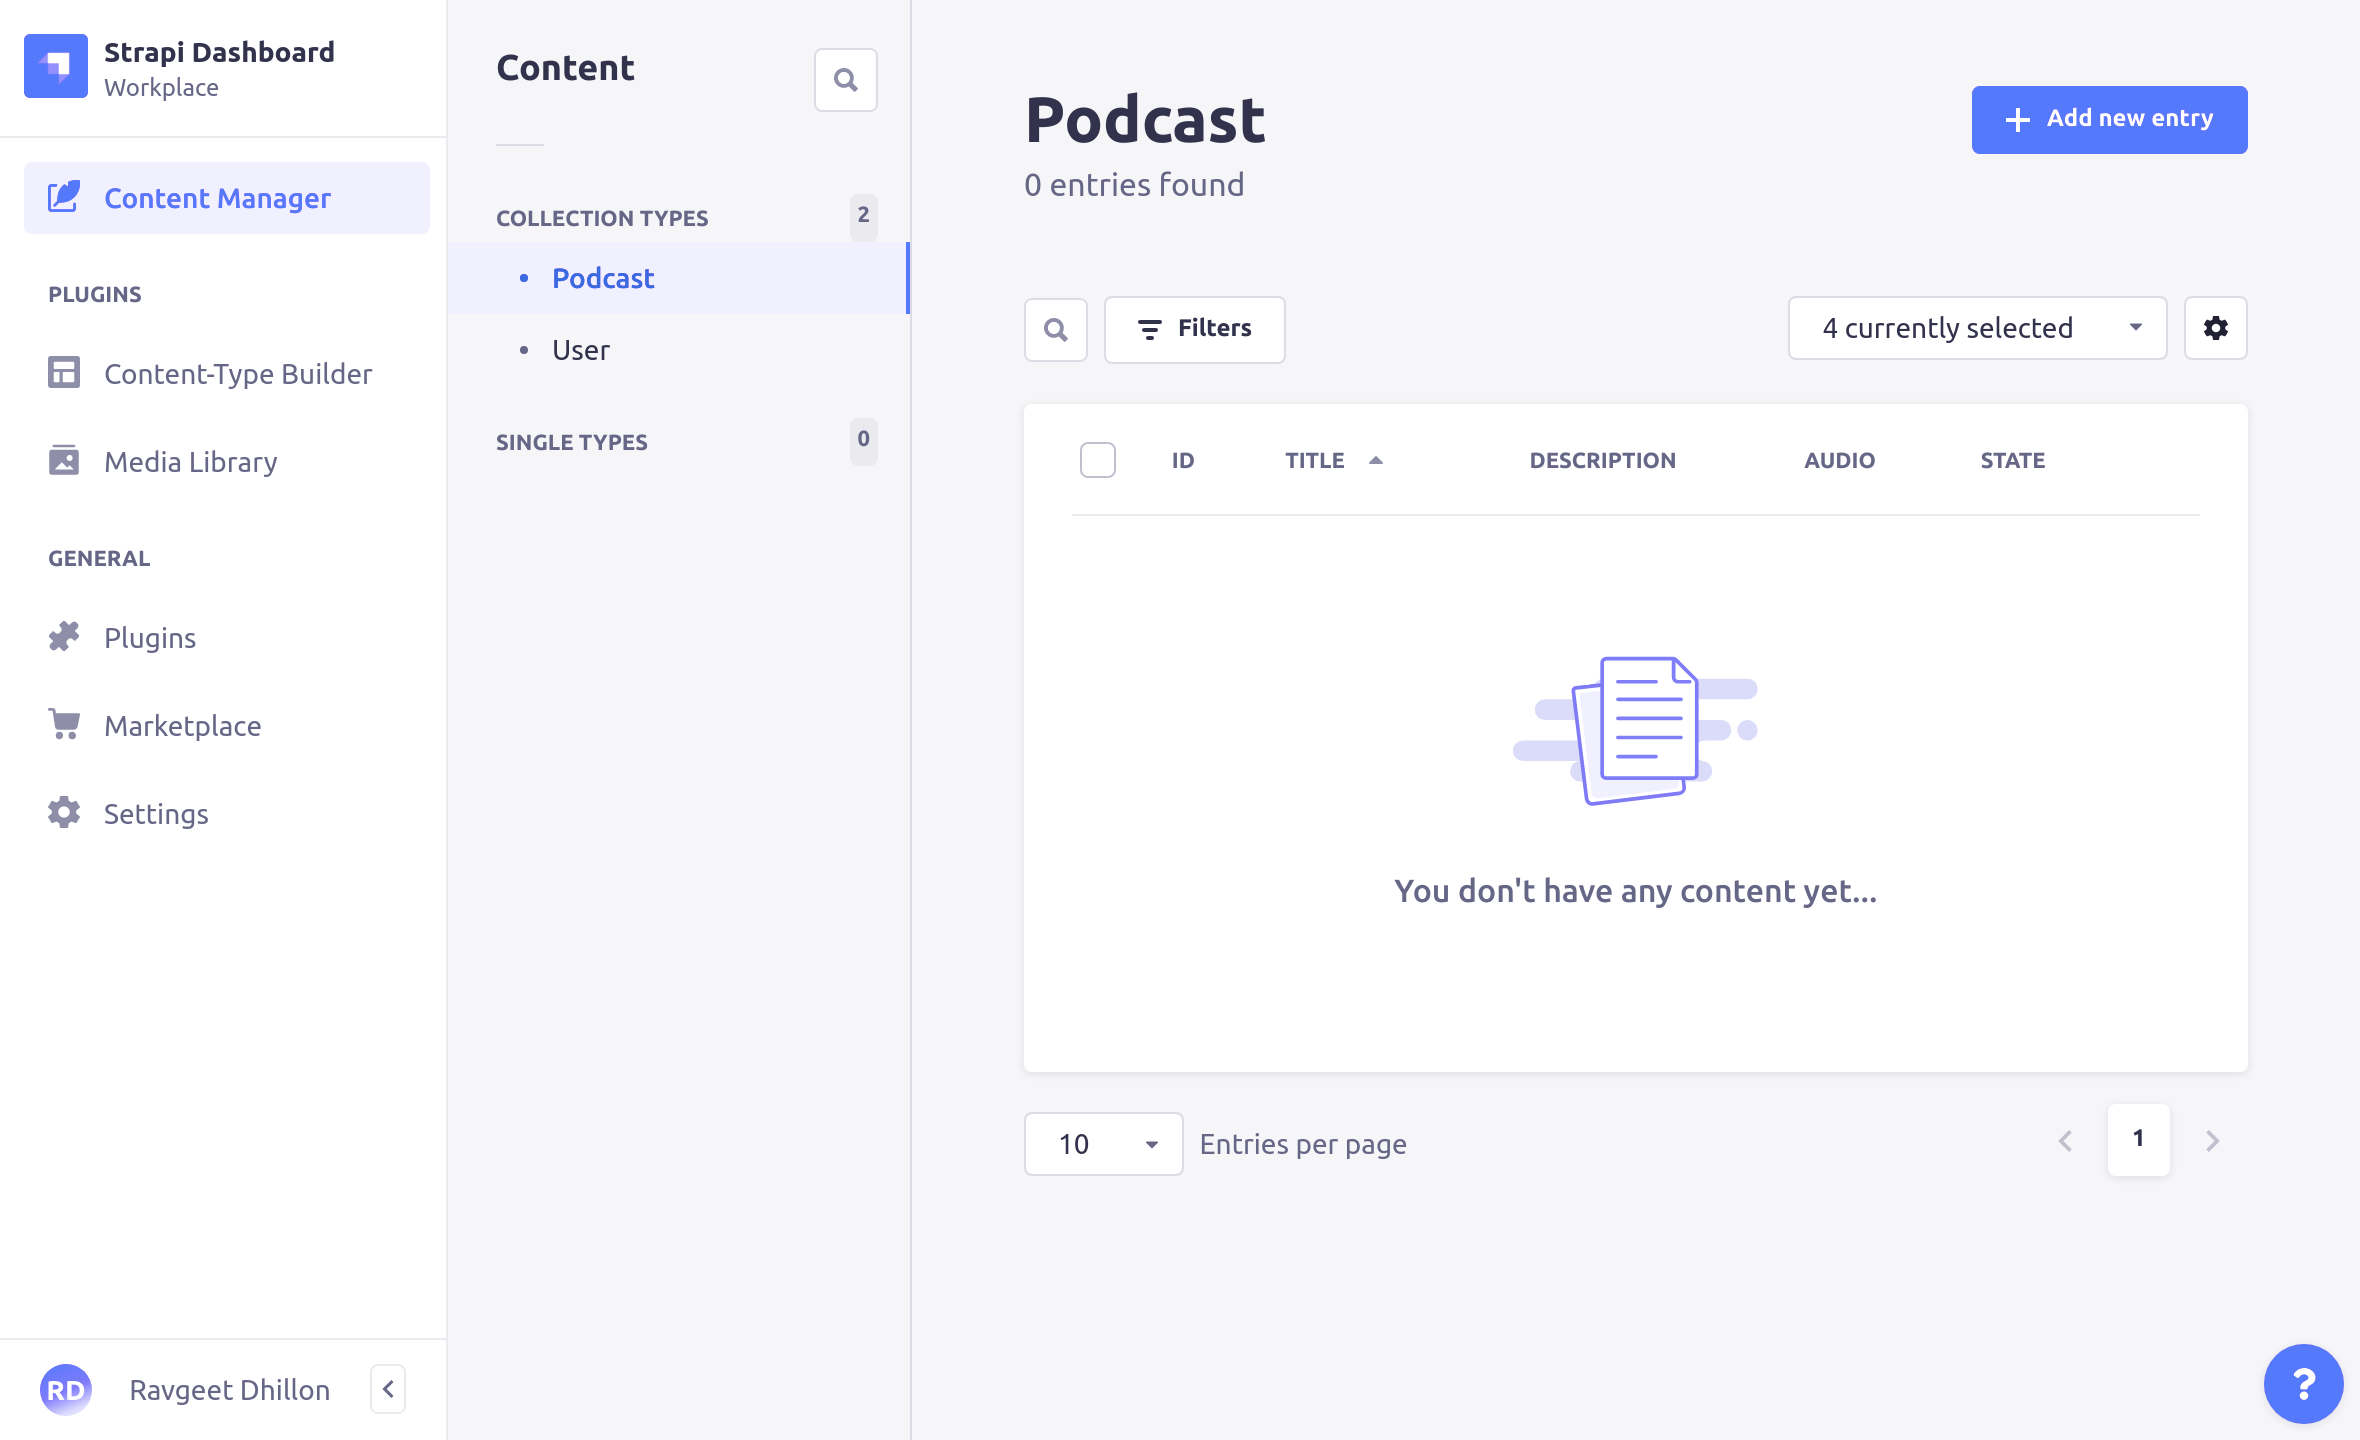 Strapi Dashboard
Workplace
Content Manager
PLUGINS
Content-Type Builder
Media Library
GENERAL
Plugins
Marketplace
Settings
RD
Ravgeet Dhillon
Content
COLLECTION TYPES 2
Podcast
User
SINGLE TYPES 0
Podcast
0 entries found
Add new entry
Filters
4 currently selected
ID TITLE DESCRIPTION AUDIO STATE
You don't have any content yet...
10 Entries per page
1
?